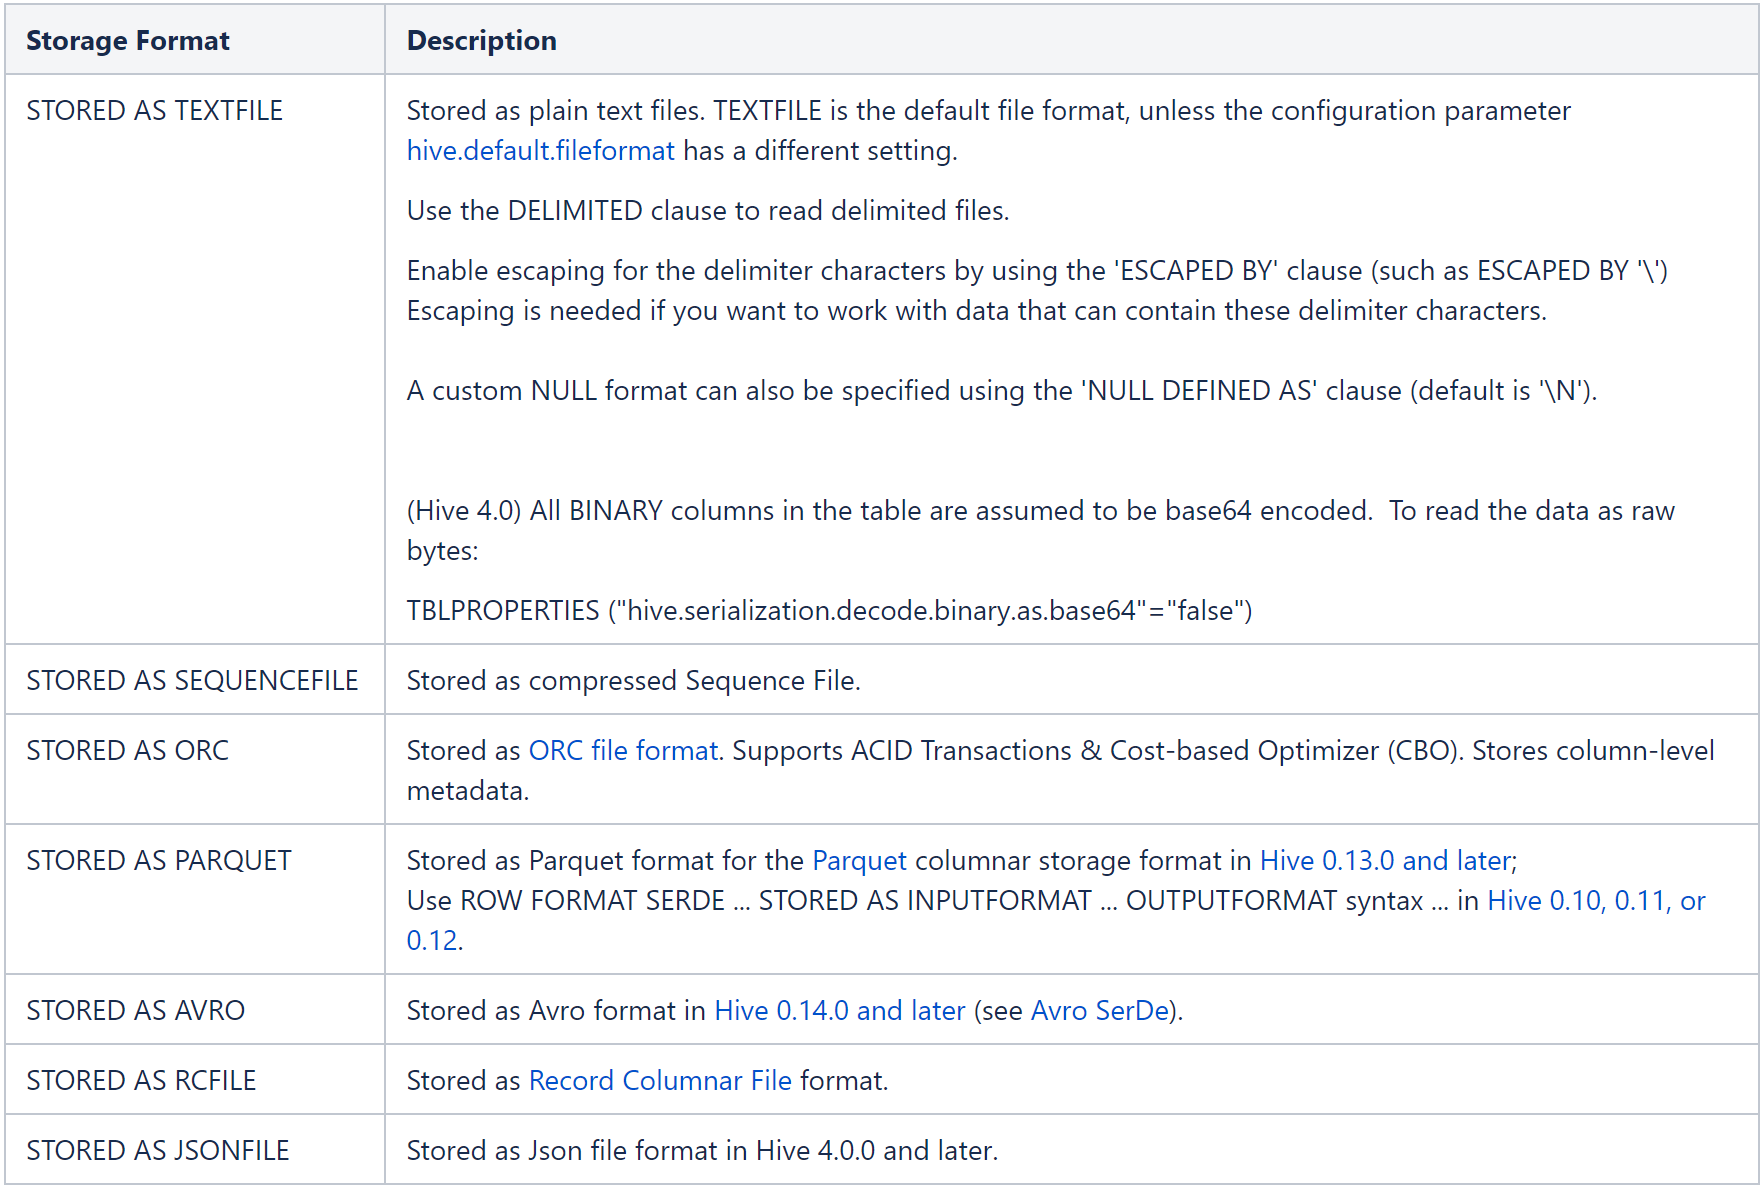 Storage Format
Description
STORED AS TEXTFILE
Stored as plain text files. TEXTFILE is the default file format, unless the configuration parameter
hive.default.fileformat has a different setting.
Use the DELIMITED clause to read delimited files.
Enable escaping for the delimiter characters by using the 'ESCAPED BY' clause (such as ESCAPED BY '\')
Escaping is needed if you want to work with data that can contain these delimiter characters.
A custom NULL format can also be specified using the 'NULL DEFINED AS' clause (default is '\N').
(Hive 4.0) All BINARY columns in the table are assumed to be base64 encoded.  To read the data as raw
bytes:
TBLPROPERTIES ("hive.serialization.decode.binary.as.base64"="false")
STORED AS SEQUENCEFILE
Stored as compressed Sequence File.
STORED AS ORC
Stored as ORC file format. Supports ACID Transactions & Cost-based Optimizer (CBO). Stores column-level
metadata.
STORED AS PARQUET
Stored as Parquet format for the Parquet columnar storage format in Hive 0.13.0 and later;
Use ROW FORMAT SERDE ... STORED AS INPUTFORMAT ... OUTPUTFORMAT syntax ... in Hive 0.10, 0.11, or
0.12.
STORED AS AVRO
Stored as Avro format in Hive 0.14.0 and later (see Avro SerDe).
STORED AS RCFILE
Stored as Record Columnar File format.
STORED AS JSONFILE
Stored as Json file format in Hive 4.0.0 and later.